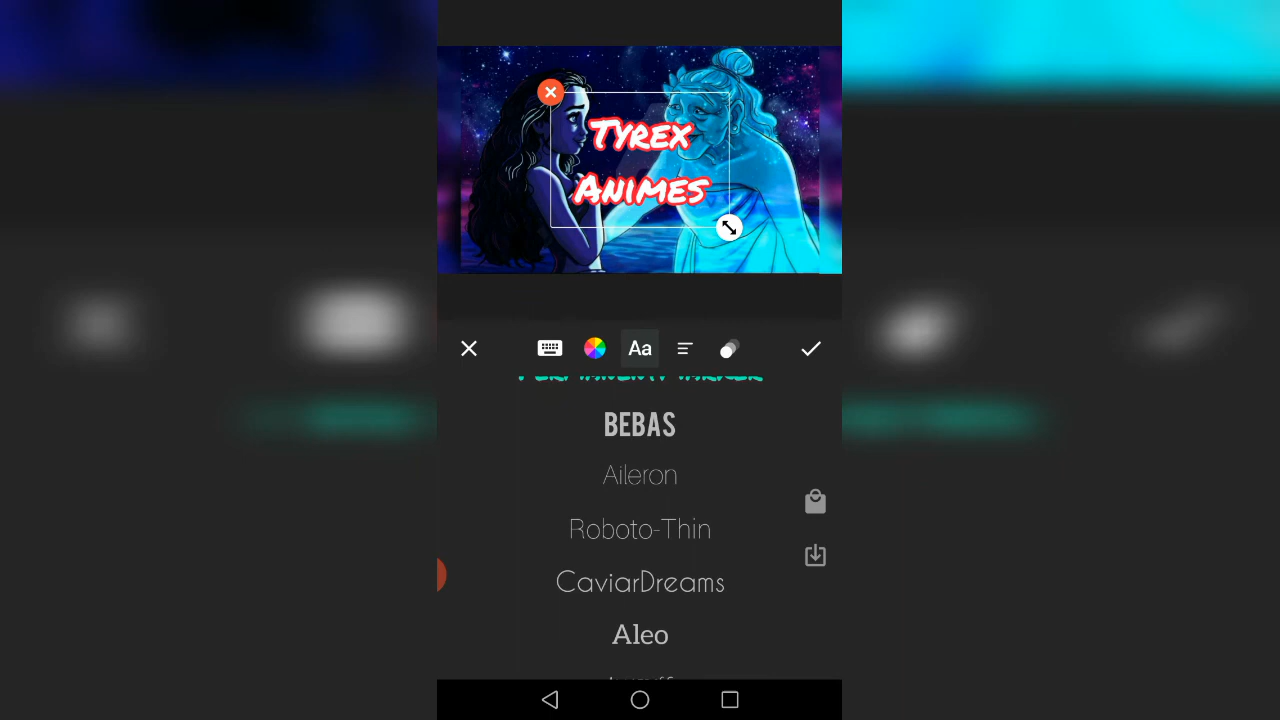 Tyrex
Animes
Aa
BEBAS
Aileron
Roboto-Thin
CaviarDreams
Aleo